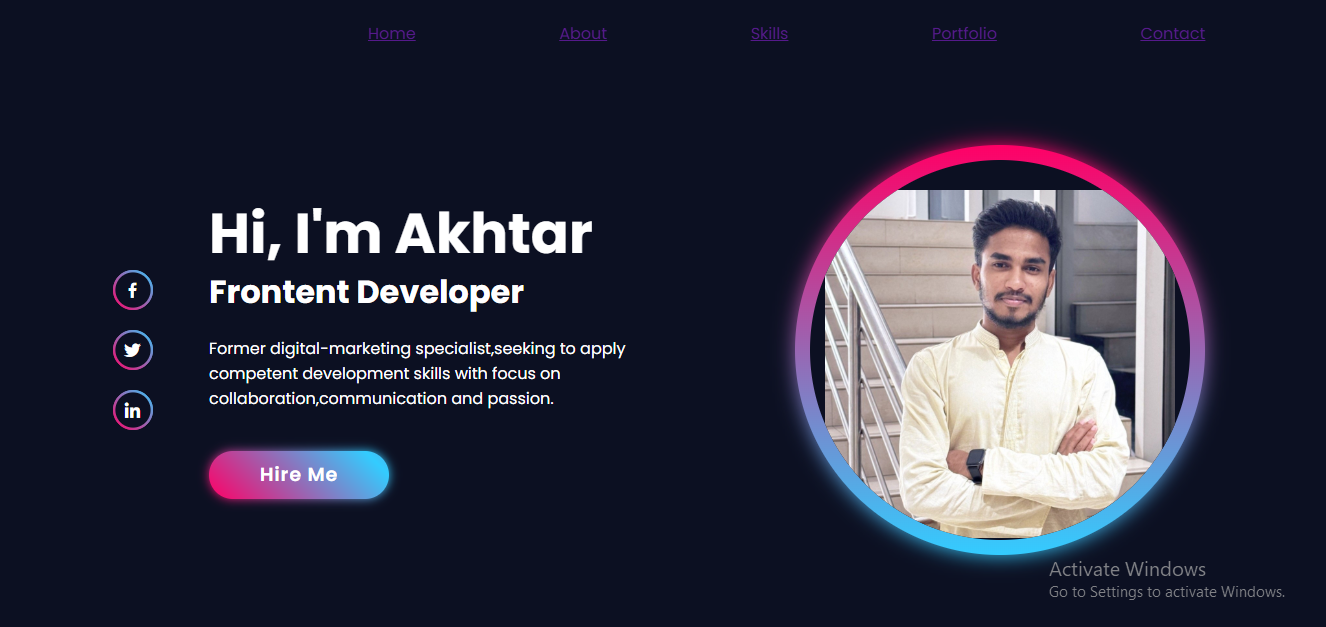 Home About Skills Portfolio Contact
Hi, I'm Akhtar
Frontent Developer
Former digital-marketing specialist,seeking to apply
competent development skills with focus on
collaboration,communication and passion.
Hire Me
Activate Windows
Go to Settings to activate Windows.